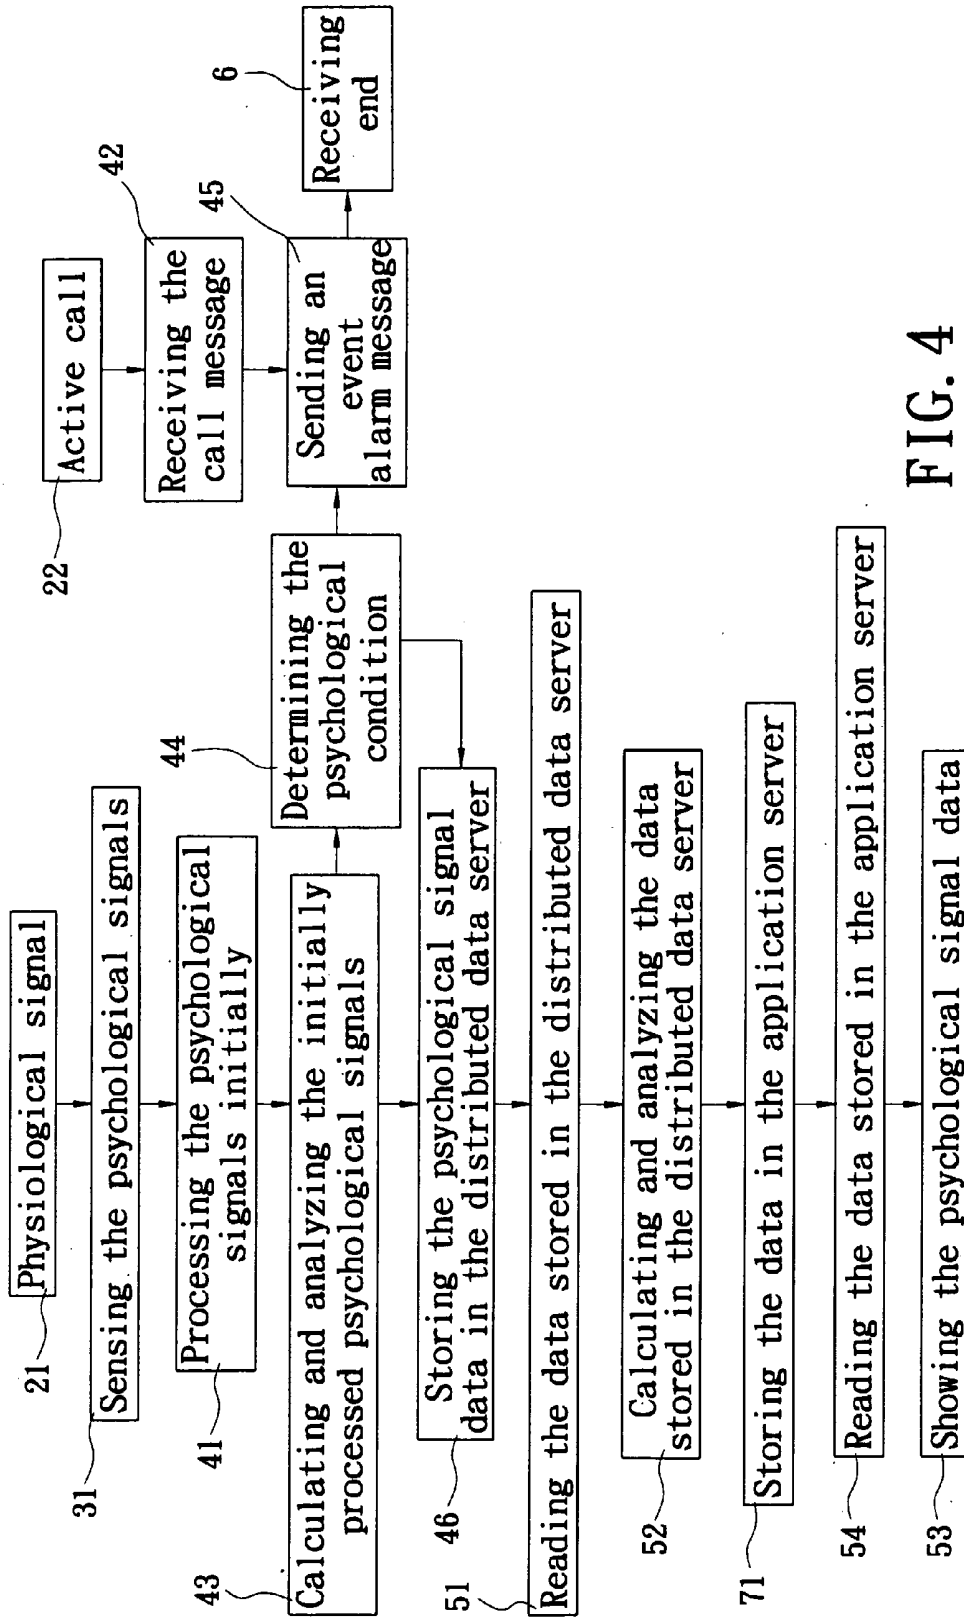 21
Physiological signal
31
Sensing the psychological signals
41
Processing the psychological
signals initially
43
Calculating and analyzing the initially
processed psychological signals
44
Determining the
psychological
condition
22
Active call
42
Receiving the
call message
45
Sending an
event
alarm message
6
Receiving
end
46
Storing the psychological signal
data in the distributed data server
51
Reading the data stored in the distributed data server
52
Calculating and analyzing the data
stored in the distributed data server
71
Storing the data in the application server
54
Reading the data stored in the application server
53
Showing the psychological signal data
FIG. 4